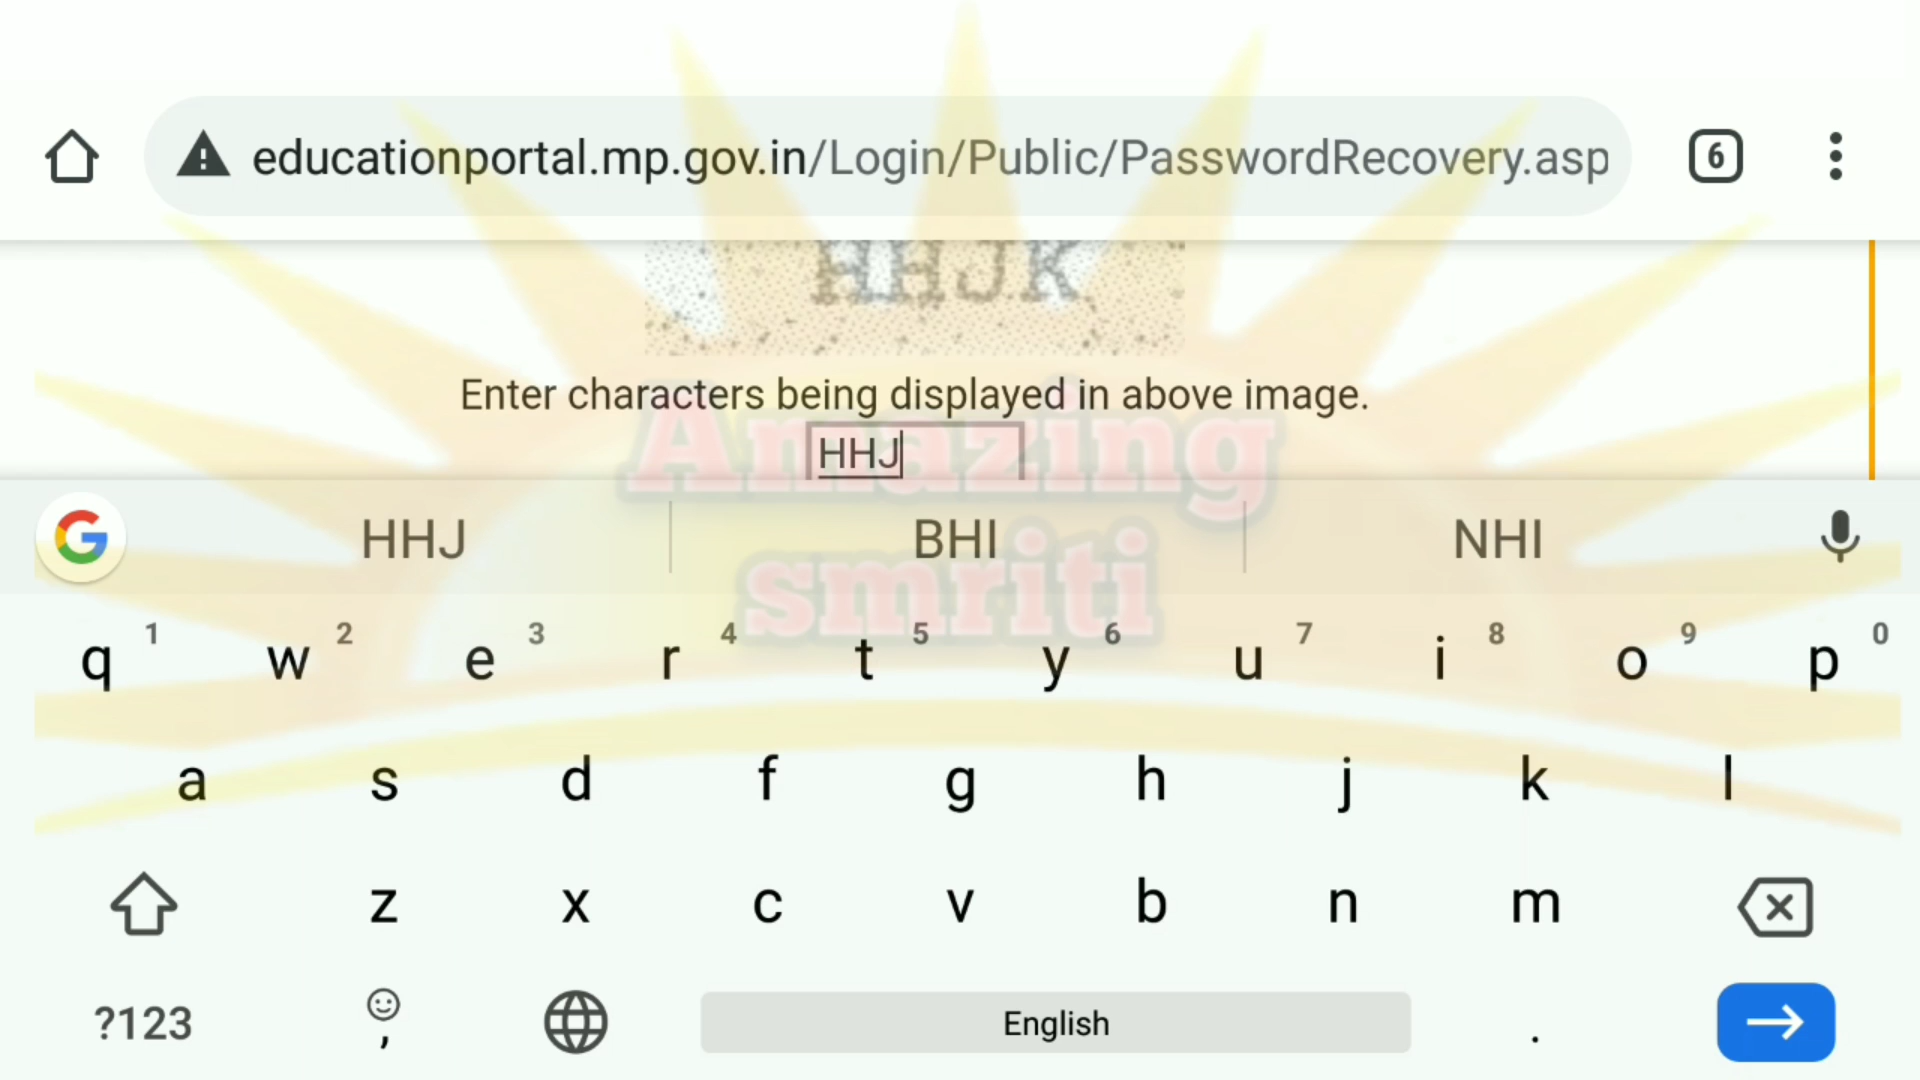 educationportal.mp.gov.in/Login/Public/PasswordRecovery.asp
6
HHJK
Enter characters being displayed in above image.
HHJ
Amazing
smriti
HHJ BHI NHI
q 1 w 2 e 3 r 4 t 5 y 6 u 7 i 8 o 9 p 0
a s d f g h j k l
z x c v b n m
?123 , English .